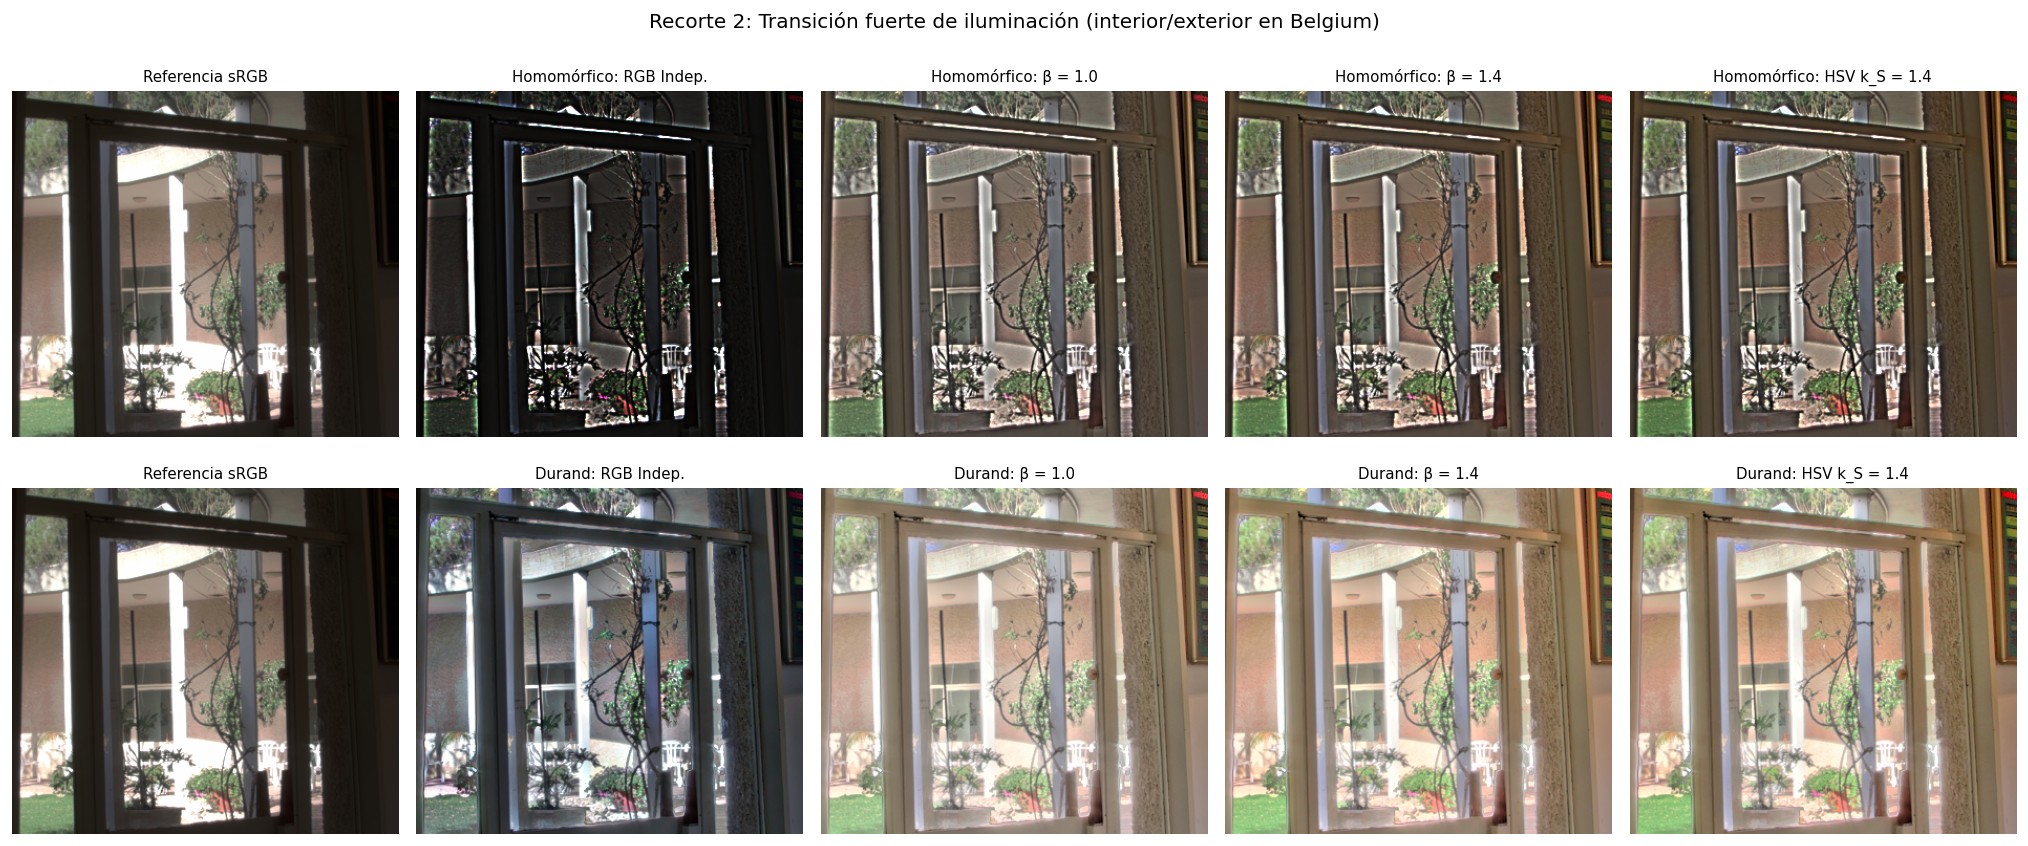 Recorte 2: Transición fuerte de iluminación (interior/exterior en Belgium)
Referencia sRGB
Homomórfico: RGB Indep.
Homomórfico: β = 1.0
Homomórfico: β = 1.4
Homomórfico: HSV k_S = 1.4
Referencia sRGB
Durand: RGB Indep.
Durand: β = 1.0
Durand: β = 1.4
Durand: HSV k_S = 1.4